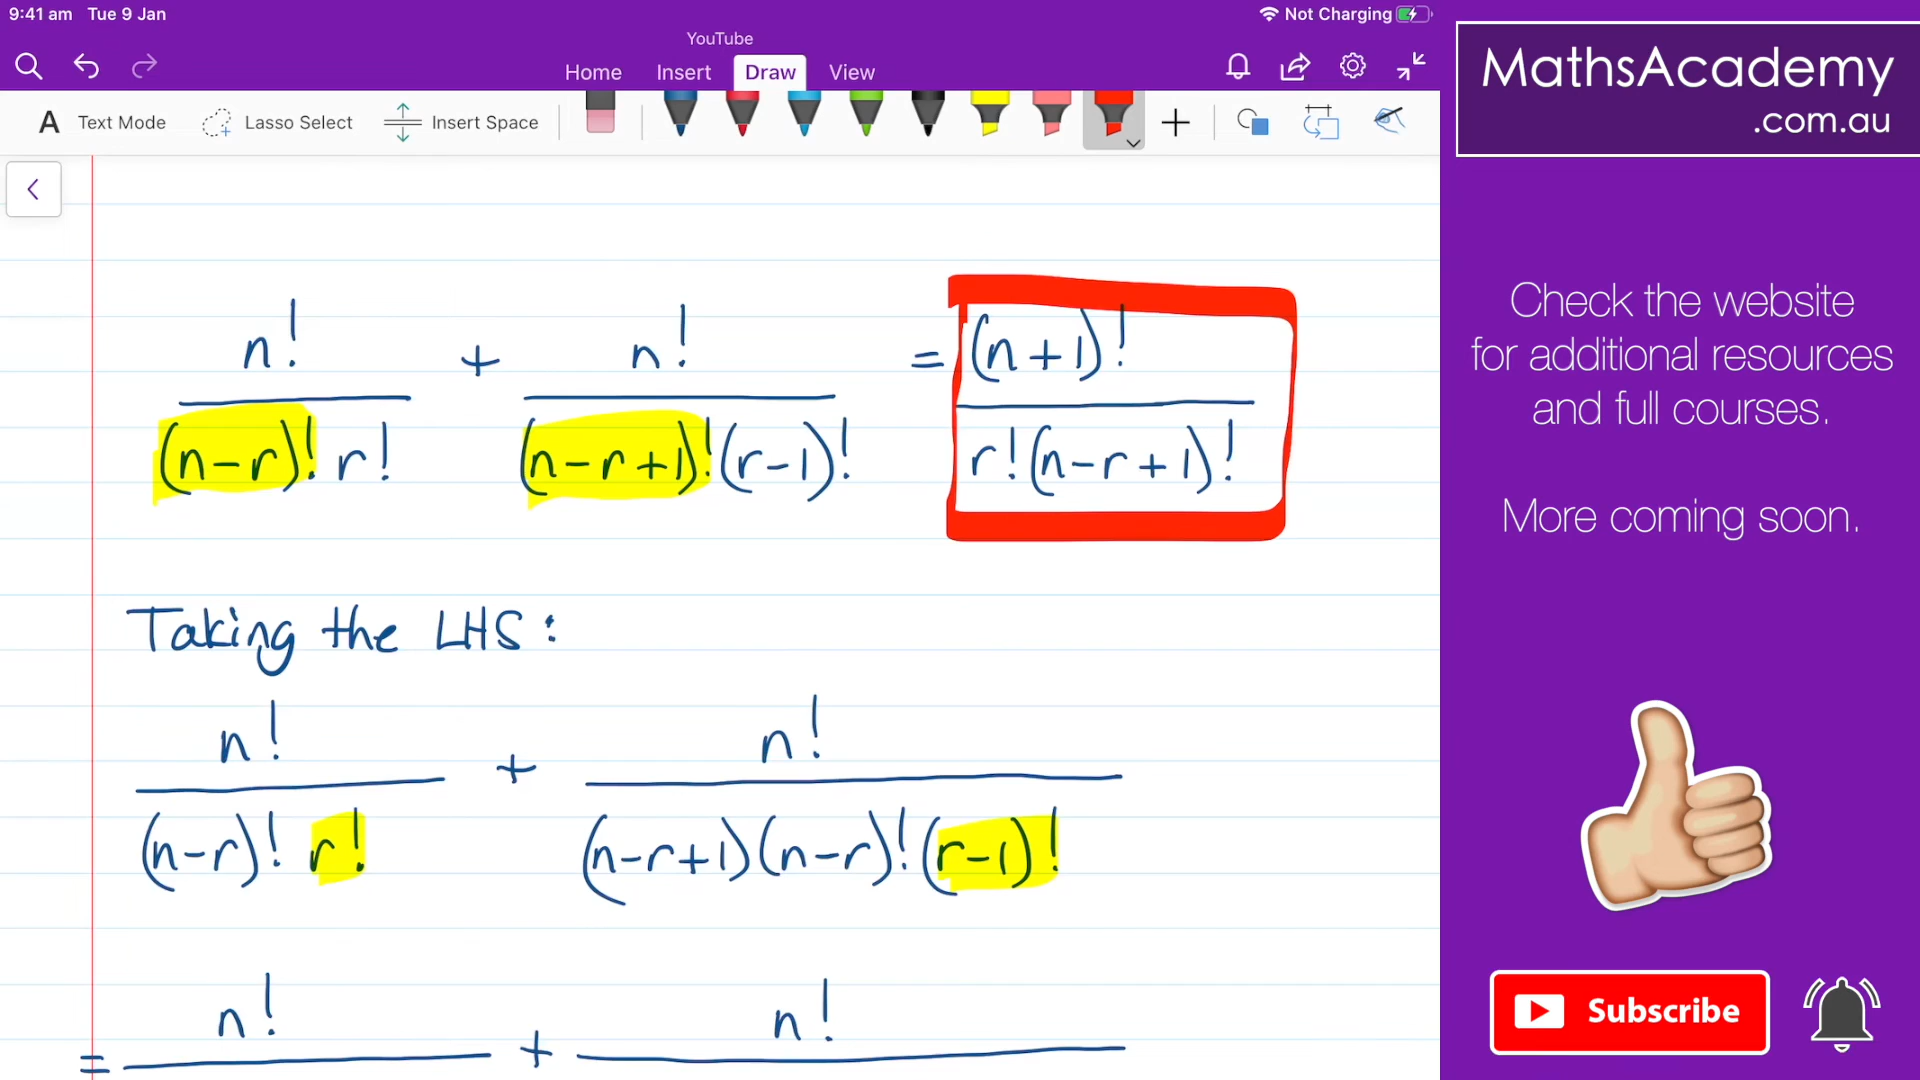 9:41 am Tue 9 Jan
Not Charging
YouTube
Home Insert Draw View
A Text Mode Lasso Select Insert Space
n! / (n-r)! r! + n! / (n-r+1)!(r-1)! = (n+1)! / r!(n-r+1)!
Taking the LHS:
n! / (n-r)! r! + n! / (n-r+1)(n-r)!(r-1)!
= n! + n!
MathsAcademy
.com.au
Check the website
for additional resources
and full courses.
More coming soon.
Subscribe